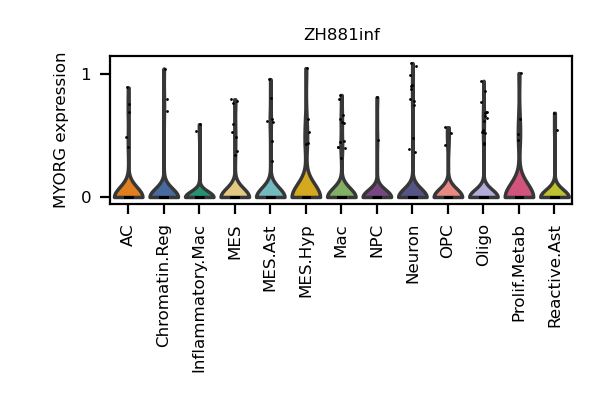 ZH881inf
MYORG expression
1
0
AC
Chromatin.Reg
Inflammatory.Mac
MES
MES.Ast
MES.Hyp
Mac
NPC
Neuron
OPC
Oligo
Prolif.Metab
Reactive.Ast